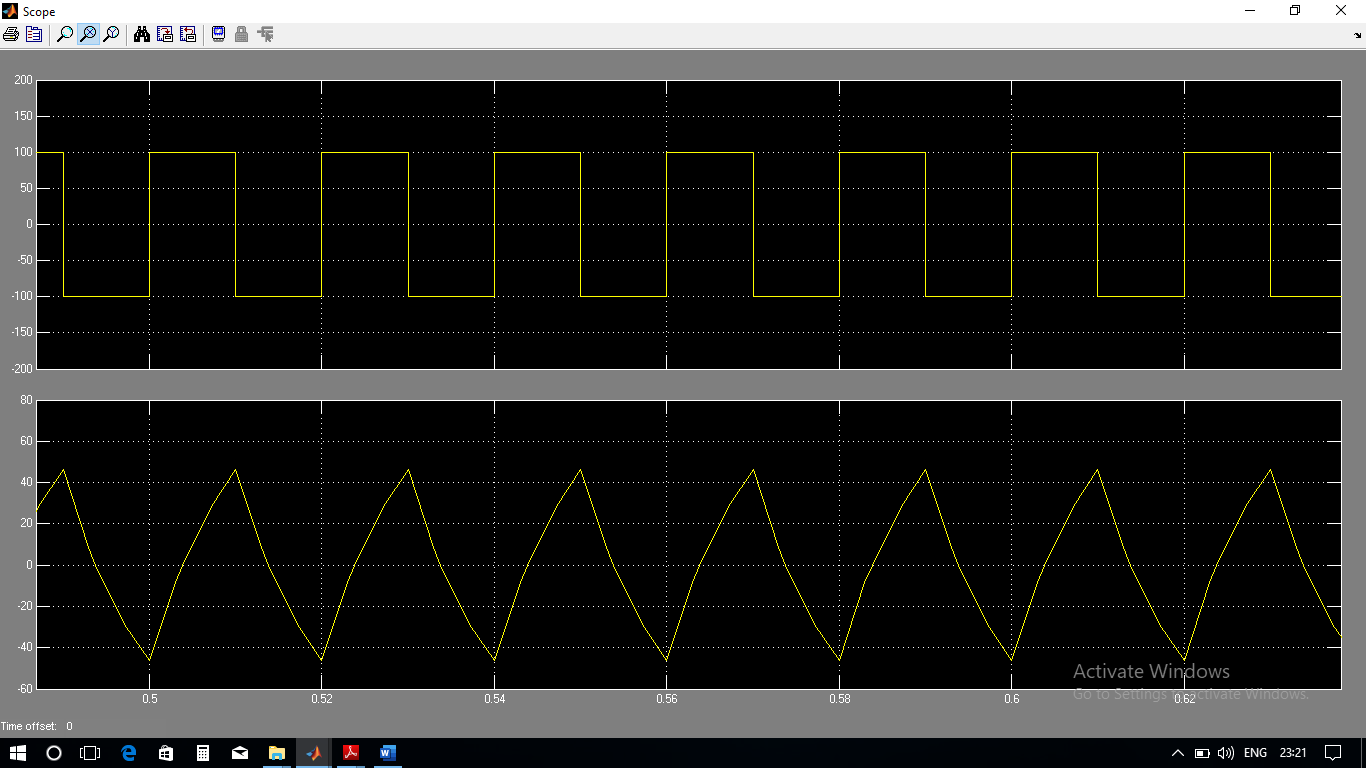 Scope
200
150
100
50
0
-50
-100
-150
-200
80
60
40
20
0
-20
-40
-60
0.5 0.52 0.54 0.56 0.58 0.6 0.62
Time offset: 0
Activate Windows
Go to Settings to activate Windows.
ENG 23:21